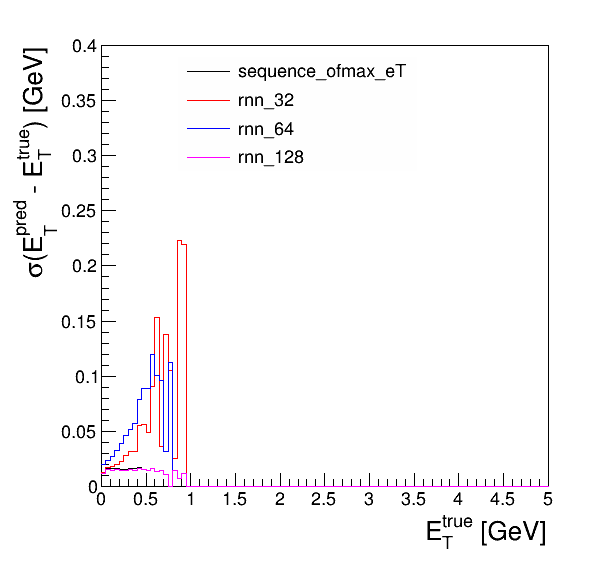 σ(E_T^pred - E_T^true) [GeV]
0.4
0.35
0.3
0.25
0.2
0.15
0.1
0.05
0
sequence_ofmax_eT
rnn_32
rnn_64
rnn_128
0 0.5 1 1.5 2 2.5 3 3.5 4 4.5 5
E_T^true [GeV]